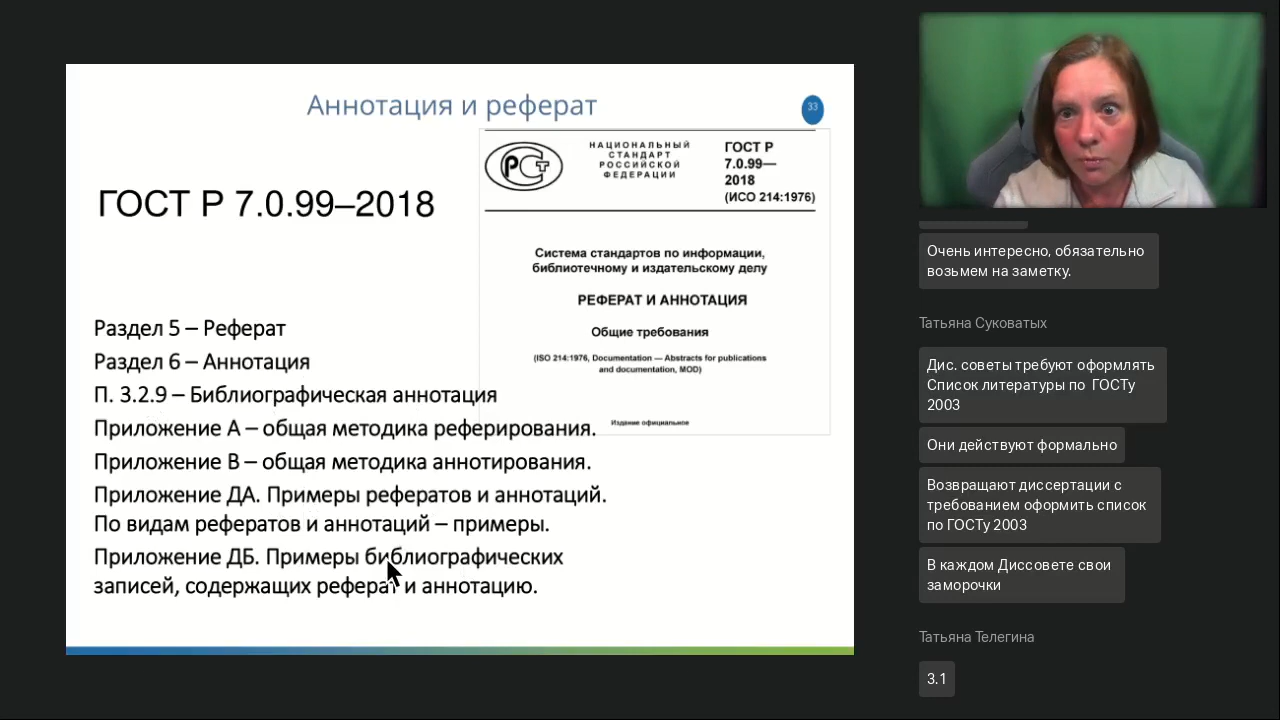 Аннотация и реферат
33
ГОСТ Р 7.0.99–2018
НАЦИОНАЛЬНЫЙ
СТАНДАРТ
РОССИЙСКОЙ
ФЕДЕРАЦИИ
ГОСТ Р
7.0.99—
2018
(ИСО 214:1976)
Система стандартов по информации,
библиотечному и издательскому делу
РЕФЕРАТ И АННОТАЦИЯ
Общие требования
(ISO 214:1976, Documentation — Abstracts for publications
and documentation, MOD)
Издание официальное
Раздел 5 – Реферат
Раздел 6 – Аннотация
П. 3.2.9 – Библиографическая аннотация
Приложение А – общая методика реферирования.
Приложение В – общая методика аннотирования.
Приложение ДА. Примеры рефератов и аннотаций.
По видам рефератов и аннотаций – примеры.
Приложение ДБ. Примеры библиографических
записей, содержащих реферат и аннотацию.
Очень интересно, обязательно
возьмем на заметку.
Татьяна Суковатых
Дис. советы требуют оформлять
Список литературы по ГОСТу
2003
Они действуют формально
Возвращают диссертации с
требованием оформить список
по ГОСТу 2003
В каждом Диссовете свои
заморочки
Татьяна Телегина
3.1